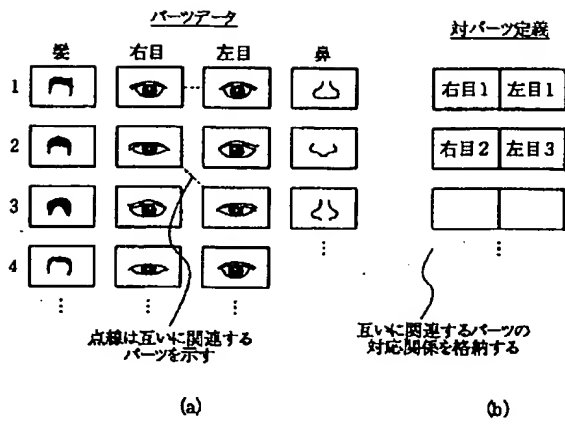 パーツデータ
髪 右目 左目 鼻
1
2
3
4
点線は互いに関連する
パーツを示す
(a)
対パーツ定義
右目1 左目1
右目2 左目3
互いに関連するパーツの
対応関係を格納する
(b)